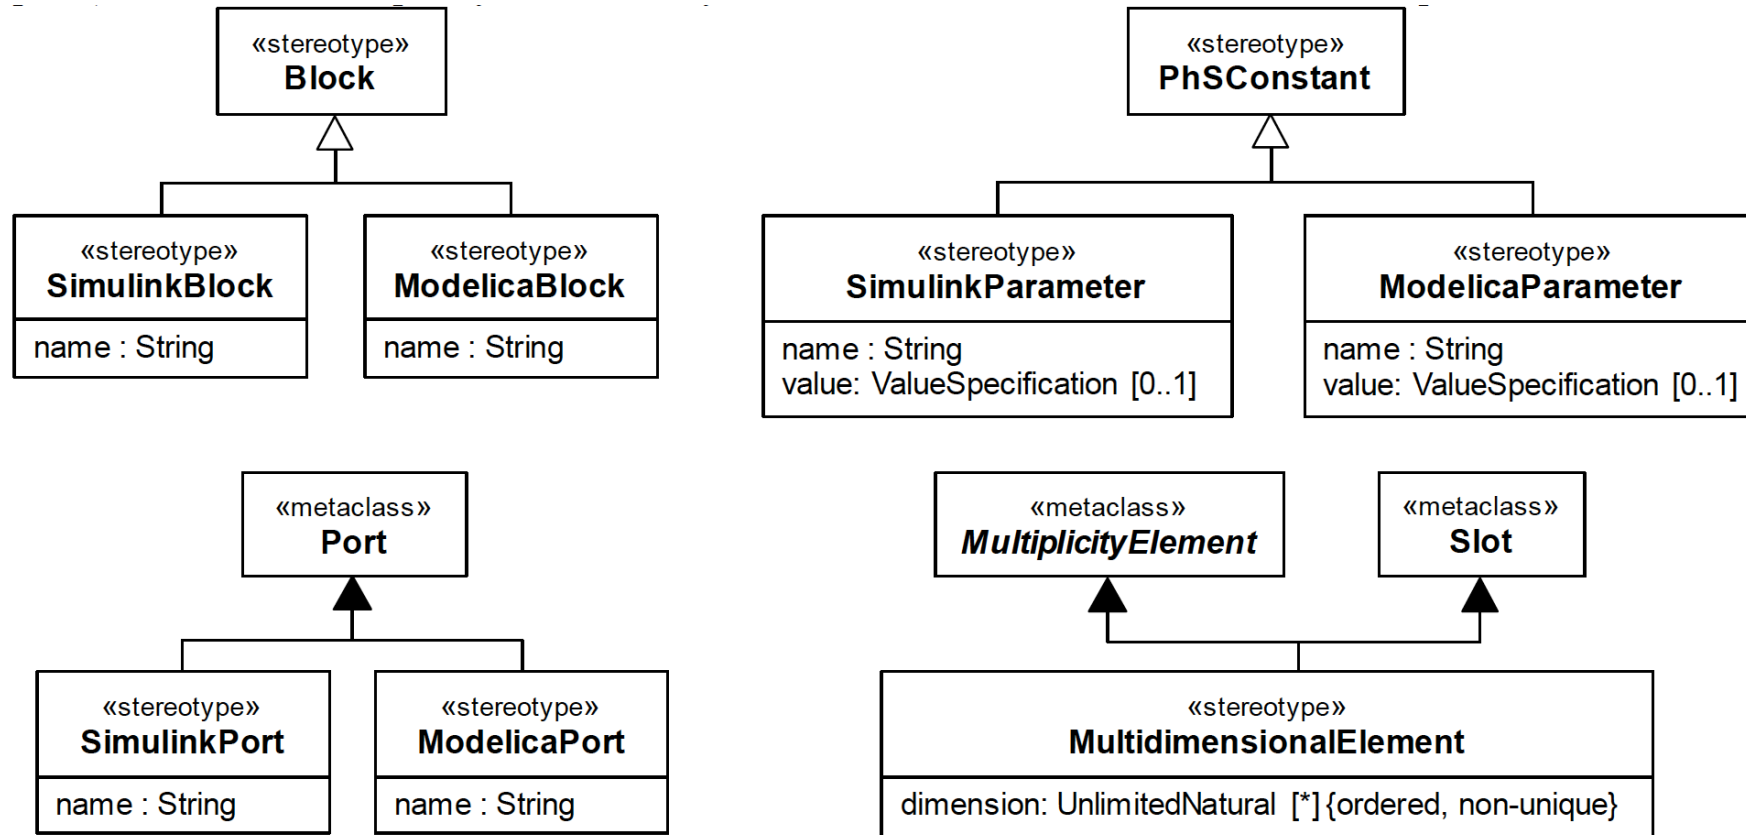 «stereotype»
Block
«stereotype»
SimulinkBlock
name : String
«stereotype»
ModelicaBlock
name : String
«stereotype»
PhSConstant
«stereotype»
SimulinkParameter
name : String
value: ValueSpecification [0..1]
«stereotype»
ModelicaParameter
name : String
value: ValueSpecification [0..1]
«metaclass»
Port
«stereotype»
SimulinkPort
name : String
«stereotype»
ModelicaPort
name : String
«metaclass»
MultiplicityElement
«metaclass»
Slot
«stereotype»
MultidimensionalElement
dimension: UnlimitedNatural [*] {ordered, non-unique}